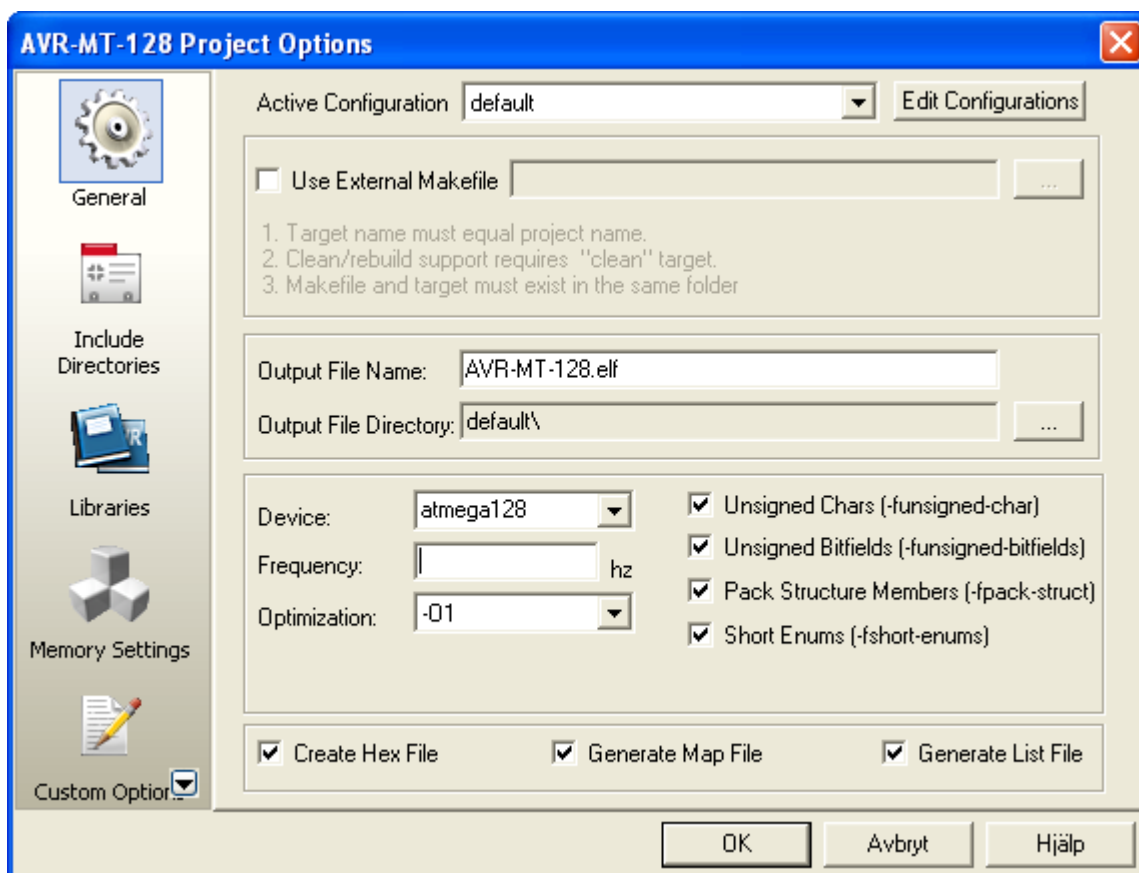 AVR-MT-128 Project Options
General
Include
Directories
Libraries
Memory Settings
Custom Option
Active Configuration default Edit Configurations
Use External Makefile ...
1. Target name must equal project name.
2. Clean/rebuild support requires "clean" target.
3. Makefile and target must exist in the same folder
Output File Name: AVR-MT-128.elf
Output File Directory: default\ ...
Device: atmega128
Frequency: hz
Optimization: -O1
Unsigned Chars (-funsigned-char)
Unsigned Bitfields (-funsigned-bitfields)
Pack Structure Members (-fpack-struct)
Short Enums (-fshort-enums)
Create Hex File Generate Map File Generate List File
OK Avbryt Hjälp